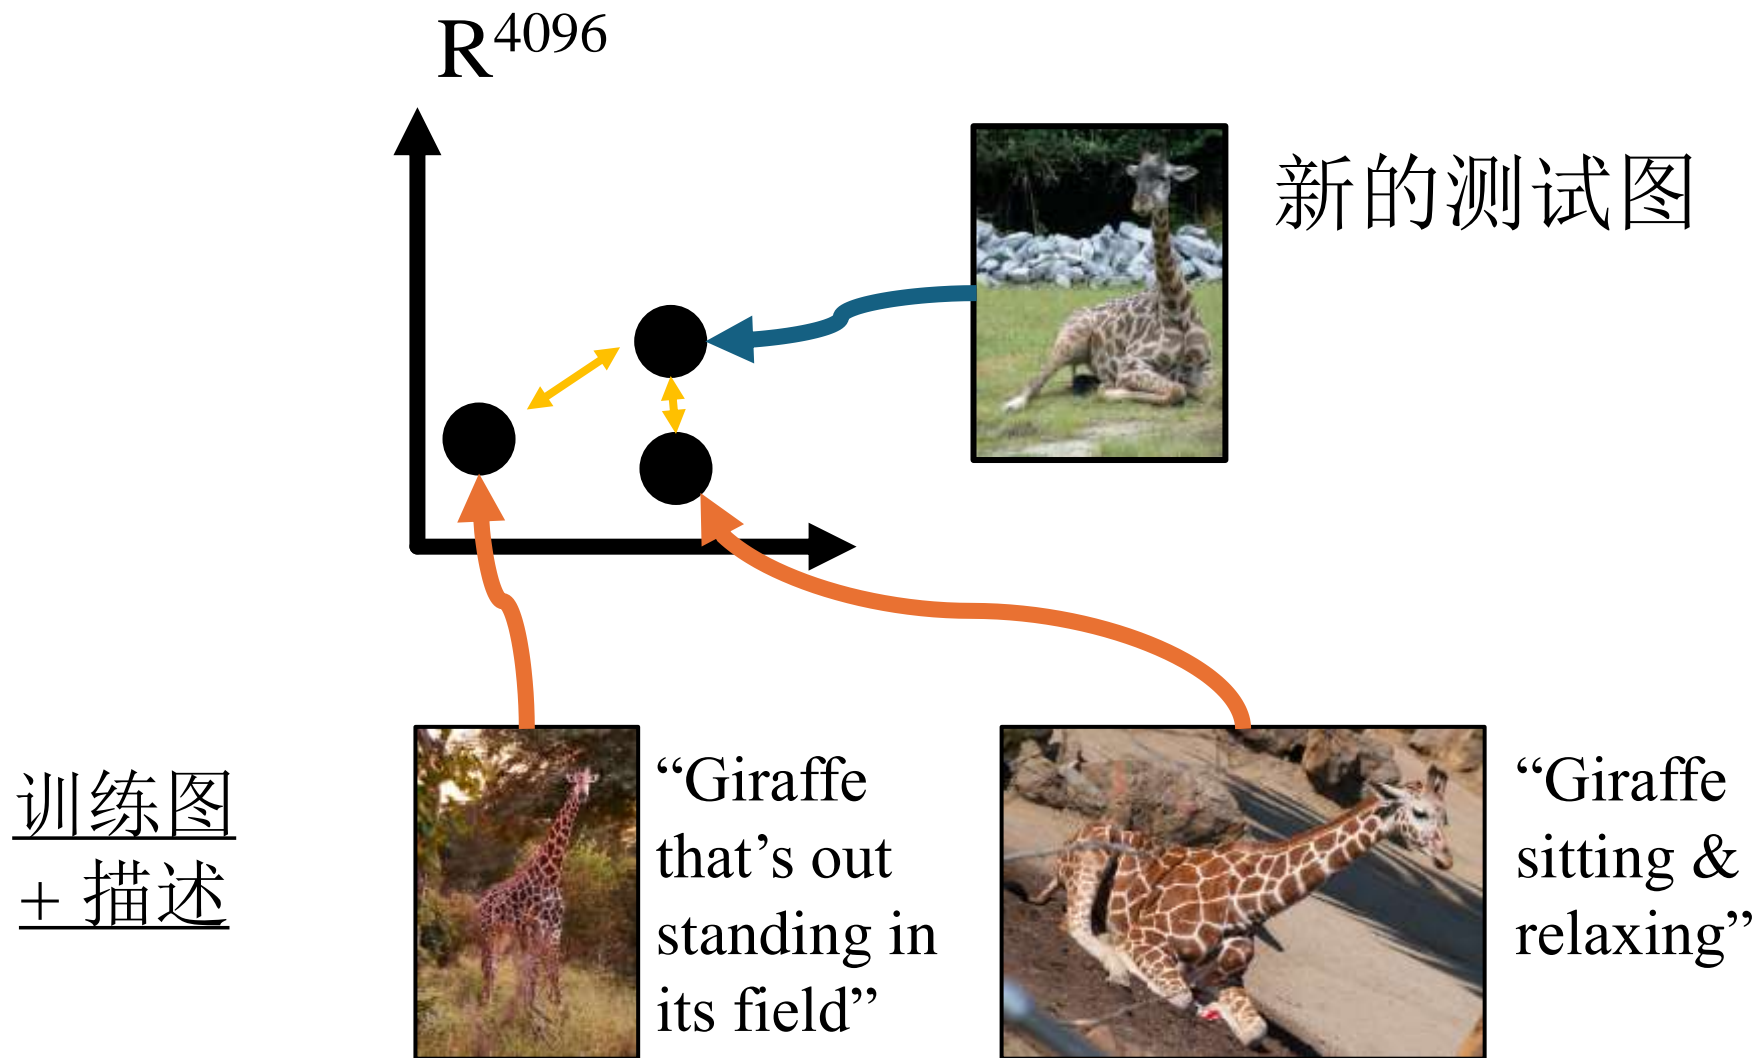 R⁴⁰⁹⁶
新的测试图
训练图
+ 描述
“Giraffe
that’s out
standing in
its field”
“Giraffe
sitting &
relaxing”